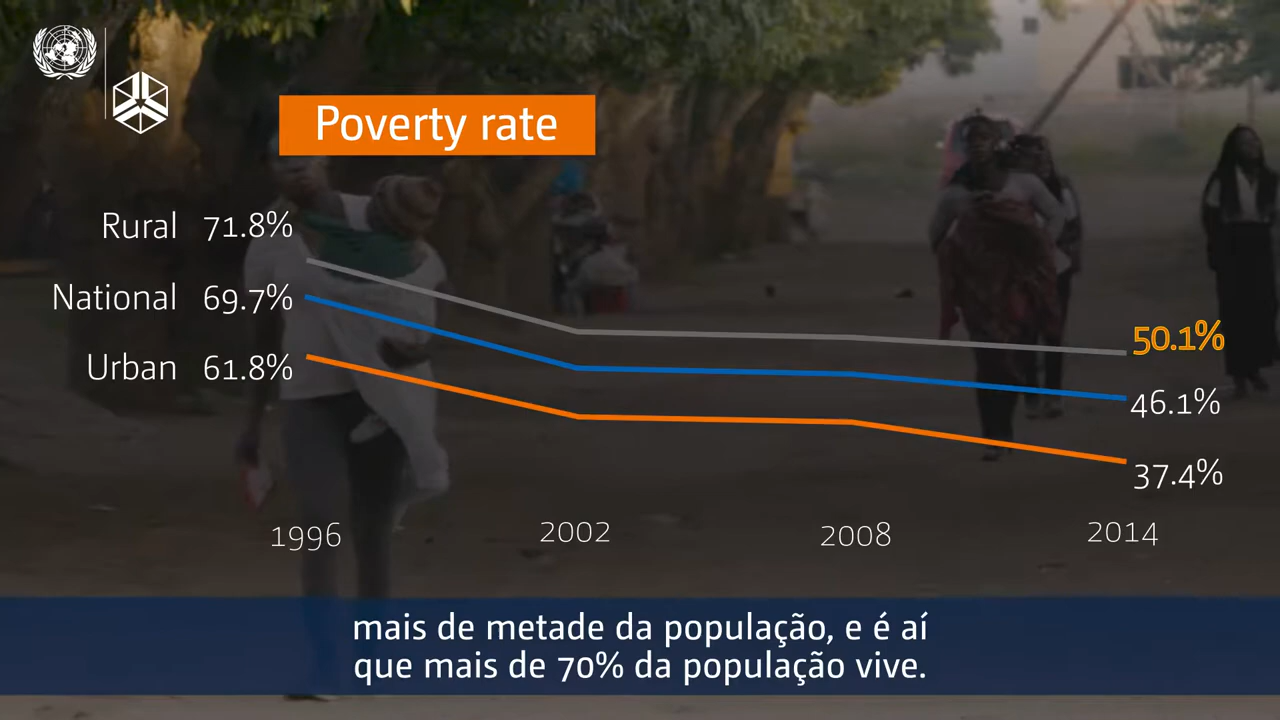 Poverty rate
Rural 71.8%
National 69.7%
Urban 61.8%
50.1%
46.1%
37.4%
1996 2002 2008 2014
mais de metade da população, e é aí
que mais de 70% da população vive.